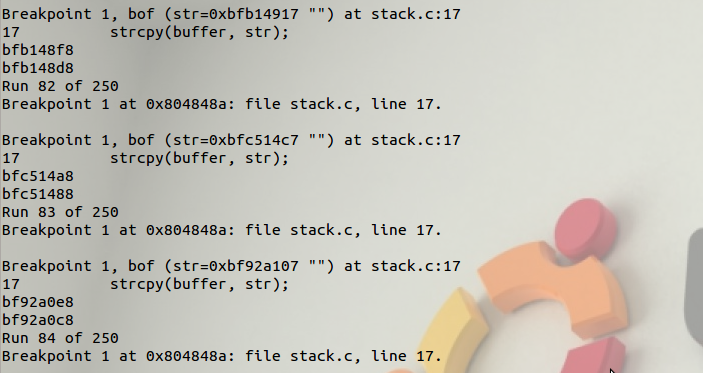 Breakpoint 1, bof (str=0xbfb14917 "") at stack.c:17
17          strcpy(buffer, str);
bfb148f8
bfb148d8
Run 82 of 250
Breakpoint 1 at 0x804848a: file stack.c, line 17.

Breakpoint 1, bof (str=0xbfc514c7 "") at stack.c:17
17          strcpy(buffer, str);
bfc514a8
bfc51488
Run 83 of 250
Breakpoint 1 at 0x804848a: file stack.c, line 17.

Breakpoint 1, bof (str=0xbf92a107 "") at stack.c:17
17          strcpy(buffer, str);
bf92a0e8
bf92a0c8
Run 84 of 250
Breakpoint 1 at 0x804848a: file stack.c, line 17.